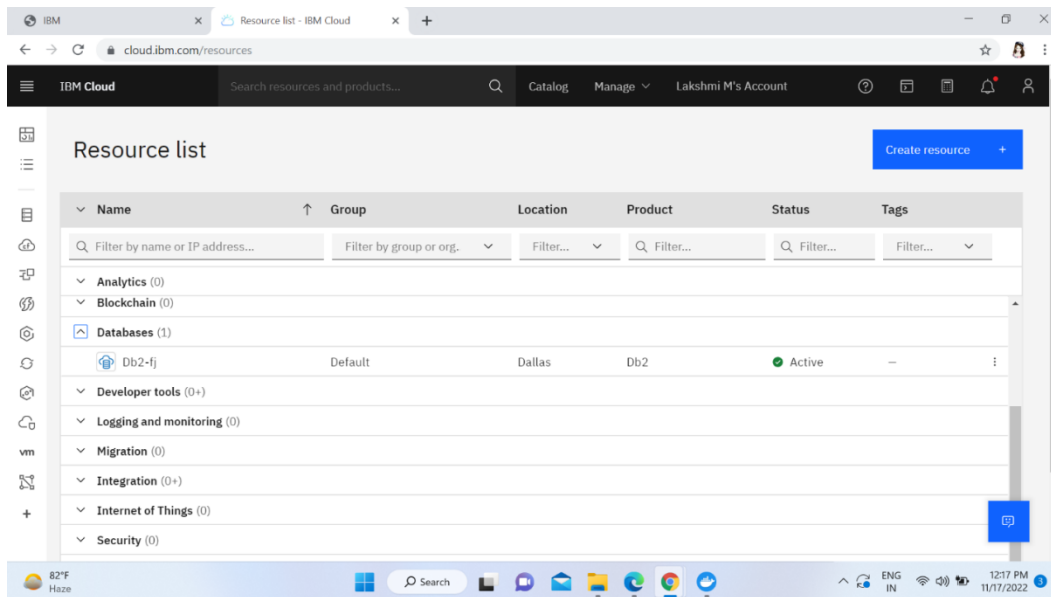 IBM
Resource list - IBM Cloud
cloud.ibm.com/resources
IBM Cloud
Search resources and products...
Catalog
Manage
Lakshmi M's Account
Resource list
Create resource +
Name Group Location Product Status Tags
Filter by name or IP address... Filter by group or org. Filter... Filter... Filter... Filter...
Analytics (0)
Blockchain (0)
Databases (1)
Db2-fj Default Dallas Db2 Active –
Developer tools (0+)
Logging and monitoring (0)
vm
Migration (0)
Integration (0+)
Internet of Things (0)
Security (0)
82°F
Haze
Search
ENG
IN
12:17 PM
11/17/2022
3